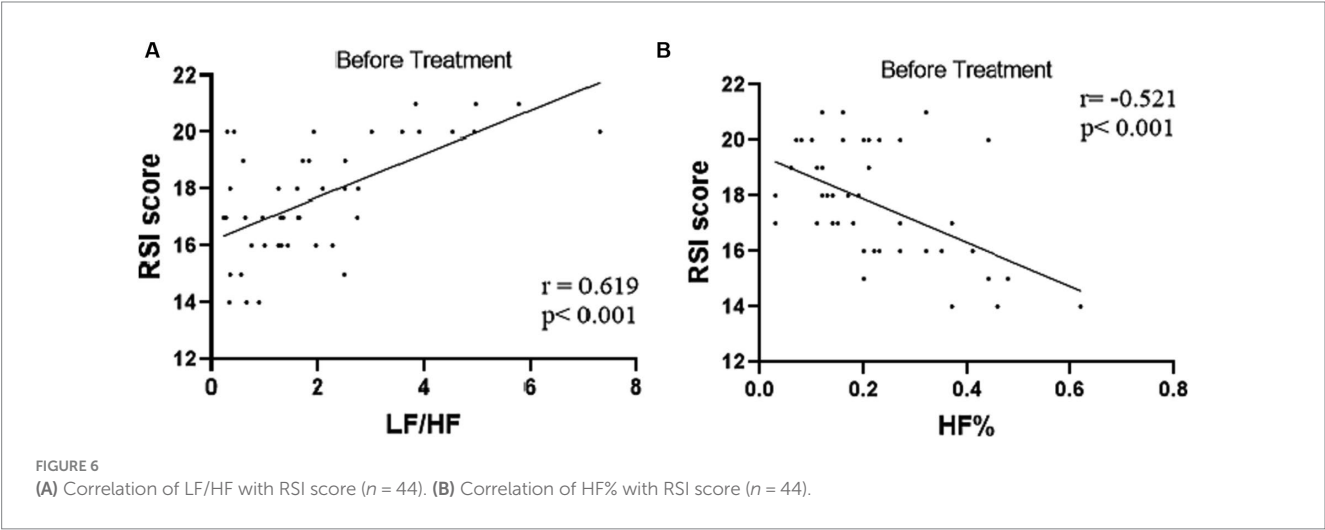 A
Before Treatment
RSI score
22
20
18
16
14
12
0
2
4
6
8
LF/HF
r = 0.619
p< 0.001
B
Before Treatment
RSI score
22
20
18
16
14
12
0.0
0.2
0.4
0.6
0.8
HF%
r= -0.521
p< 0.001
FIGURE 6
(A) Correlation of LF/HF with RSI score (n = 44). (B) Correlation of HF% with RSI score (n = 44).